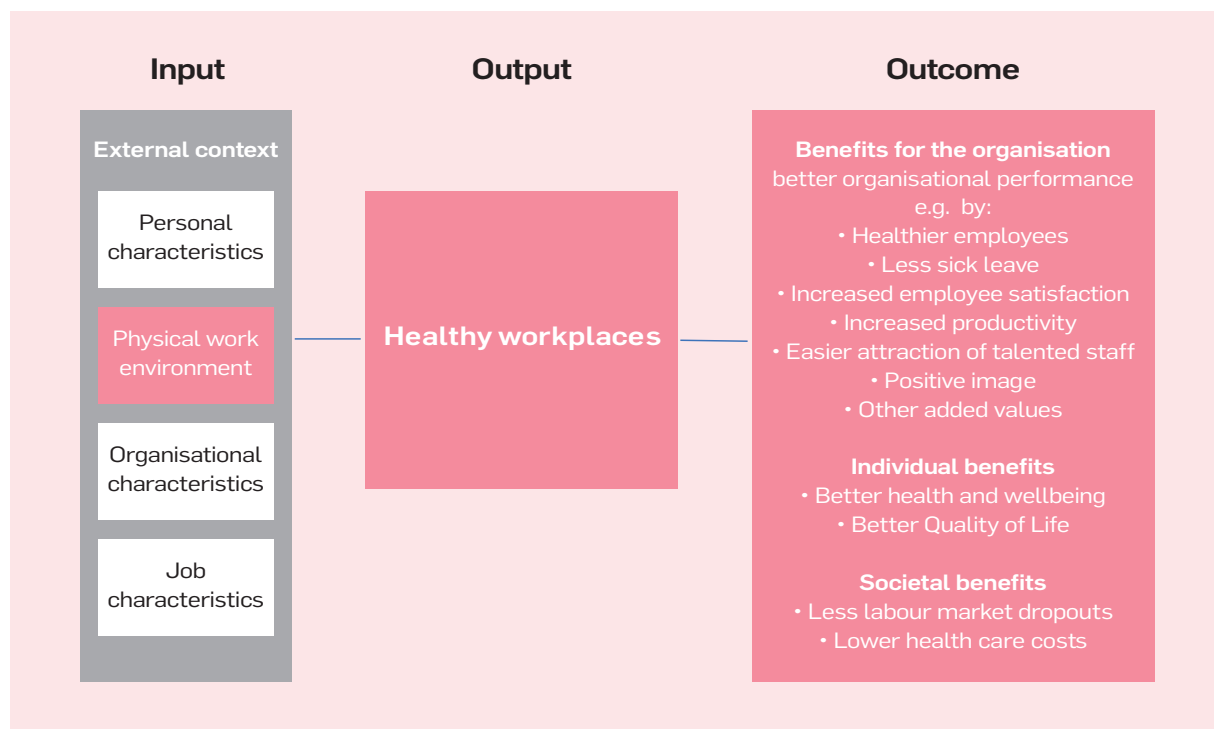 Input
Output
Outcome
External context
Personal
characteristics
Physical work
environment
Organisational
characteristics
Job
characteristics
Healthy workplaces
Benefits for the organisation
better organisational performance
e.g. by:
• Healthier employees
• Less sick leave
• Increased employee satisfaction
• Increased productivity
• Easier attraction of talented staff
• Positive image
• Other added values
Individual benefits
• Better health and wellbeing
• Better Quality of Life
Societal benefits
• Less labour market dropouts
• Lower health care costs